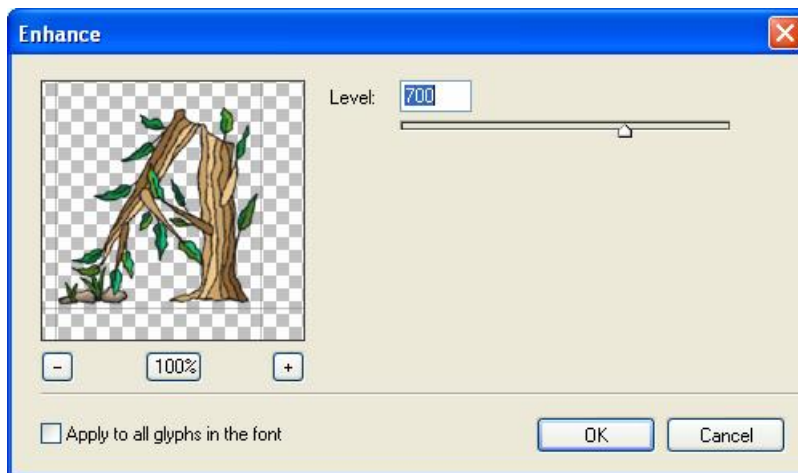 Enhance
Level: 700
- 100% +
Apply to all glyphs in the font
OK Cancel